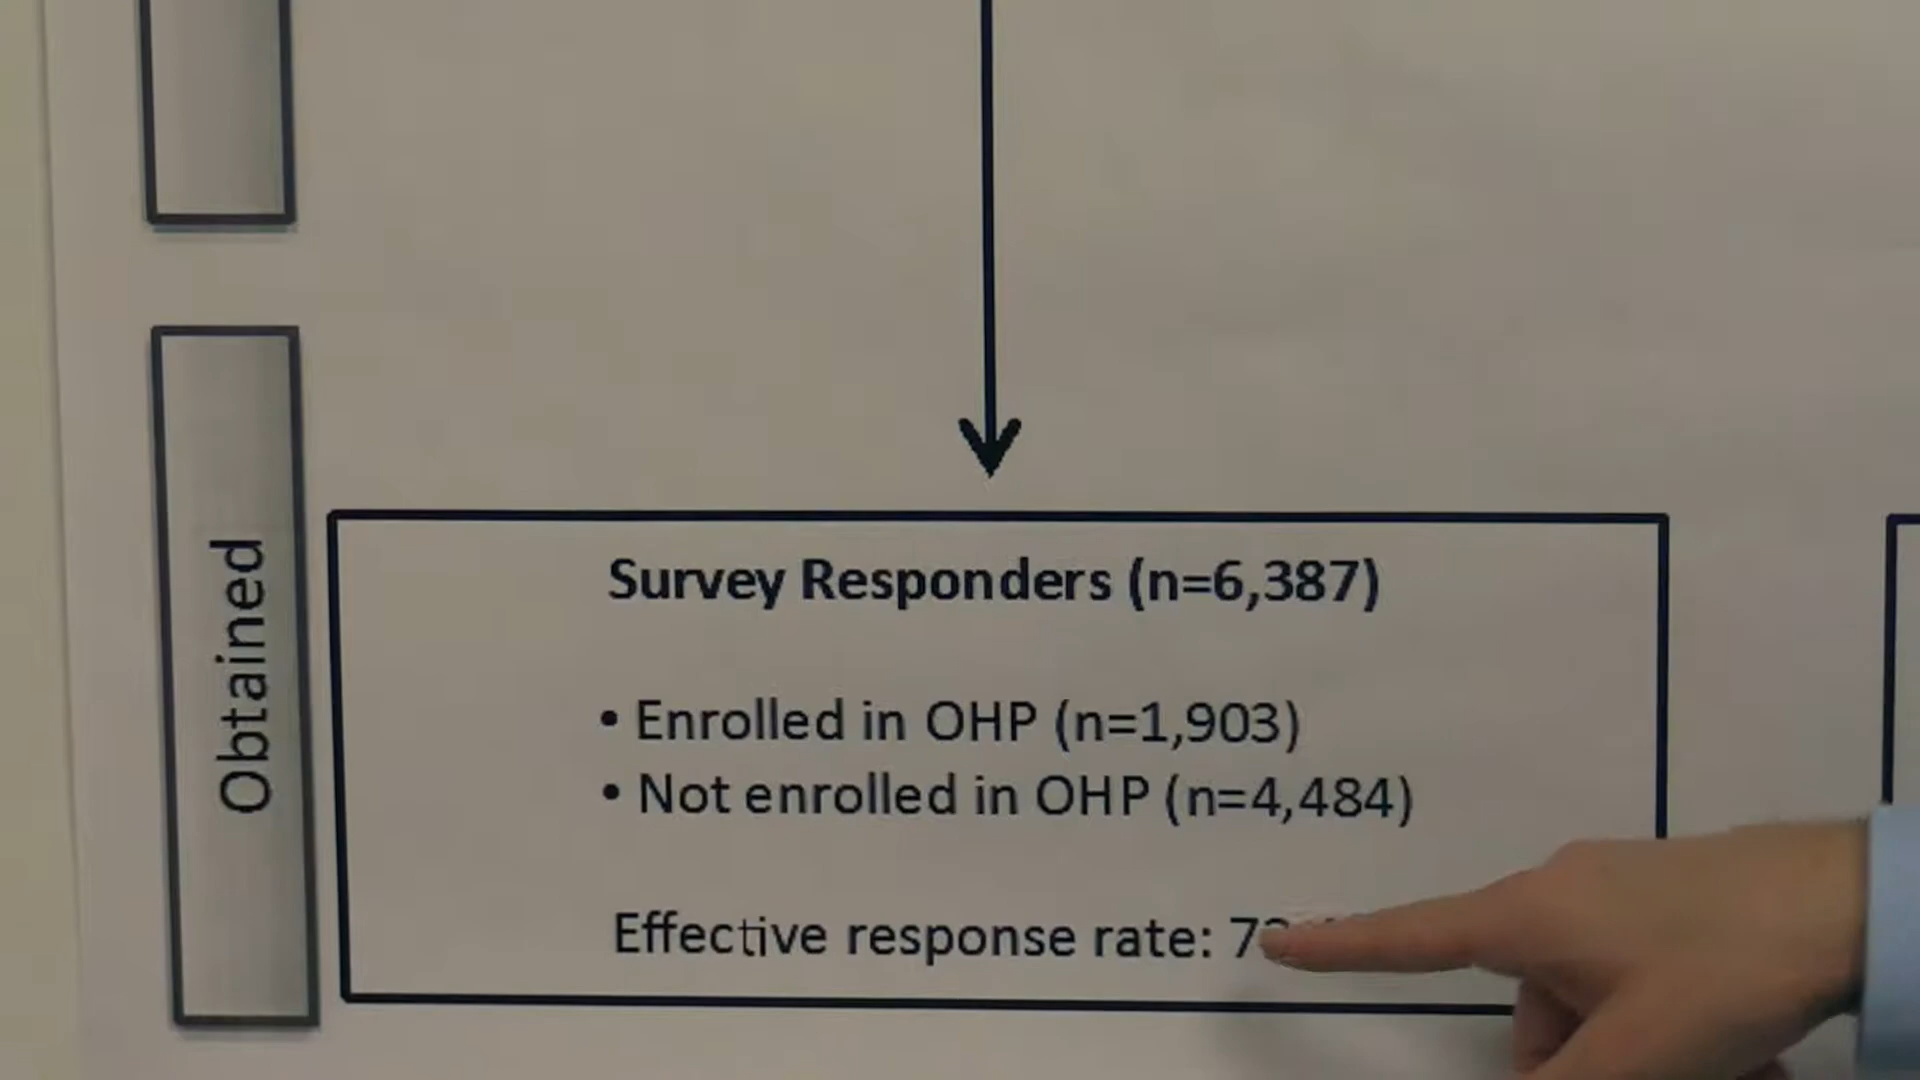 Obtained
Survey Responders (n=6,387)
• Enrolled in OHP (n=1,903)
• Not enrolled in OHP (n=4,484)
Effective response rate: